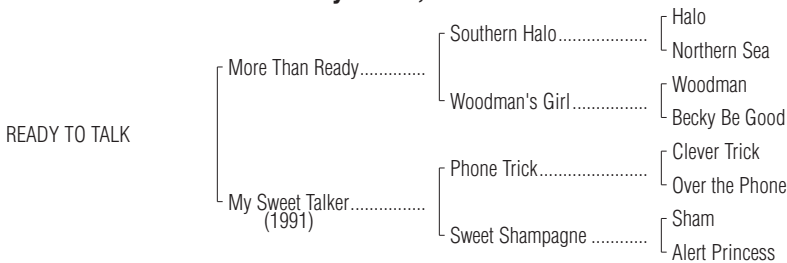 Halo
Southern Halo...................
Northern Sea
More Than Ready..............
Woodman
Woodman's Girl................
Becky Be Good
READY TO TALK
Clever Trick
Phone Trick.......................
Over the Phone
My Sweet Talker................
(1991)
Sham
Sweet Shampagne ............
Alert Princess